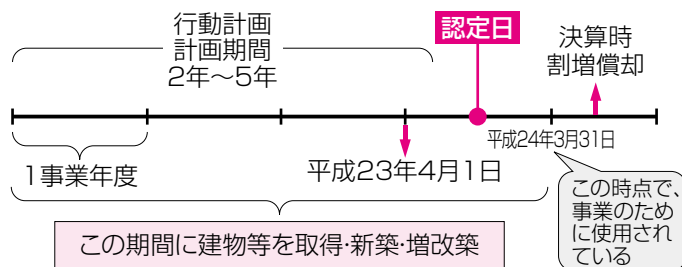 行動計画
計画期間
2年～5年
認定日
決算時
割増償却
平成24年3月31日
1事業年度
平成23年4月1日
この時点で、
事業のため
に使用され
ている
この期間に建物等を取得・新築・増改築